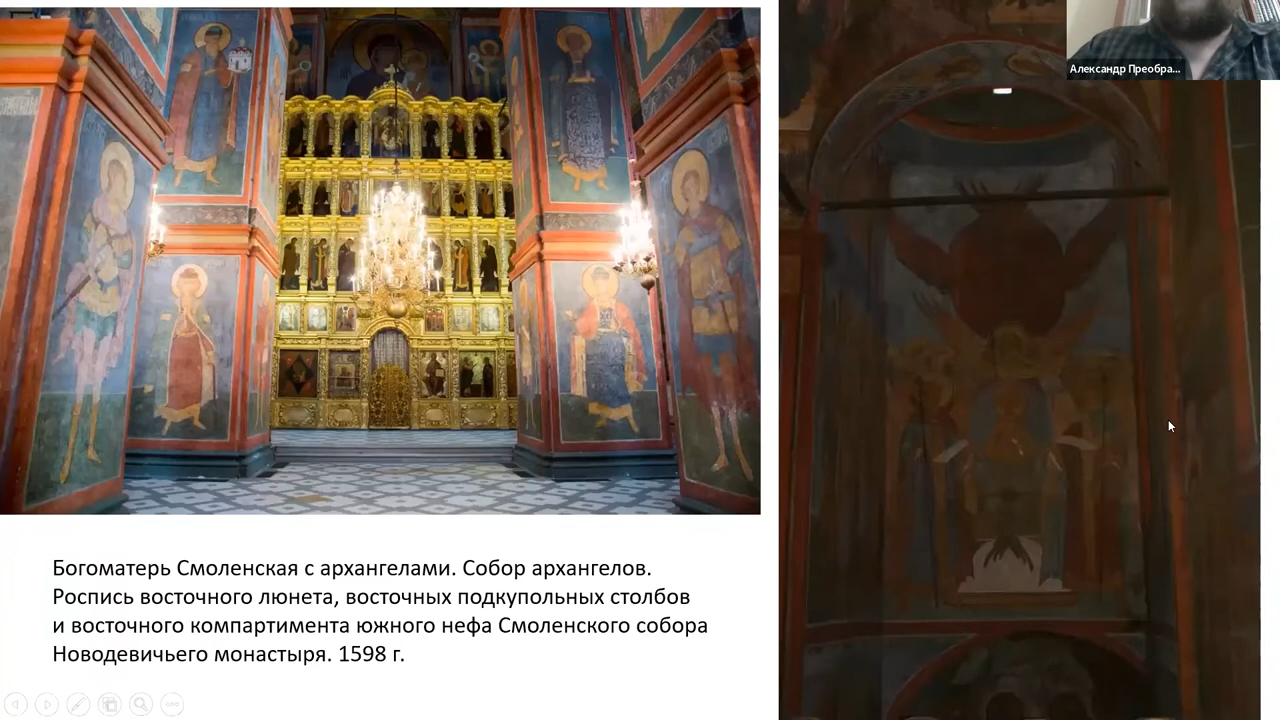 Александр Преобра...
Богоматерь Смоленская с архангелами. Собор архангелов.
Роспись восточного люнета, восточных подкупольных столбов
и восточного компартимента южного нефа Смоленского собора
Новодевичьего монастыря. 1598 г.